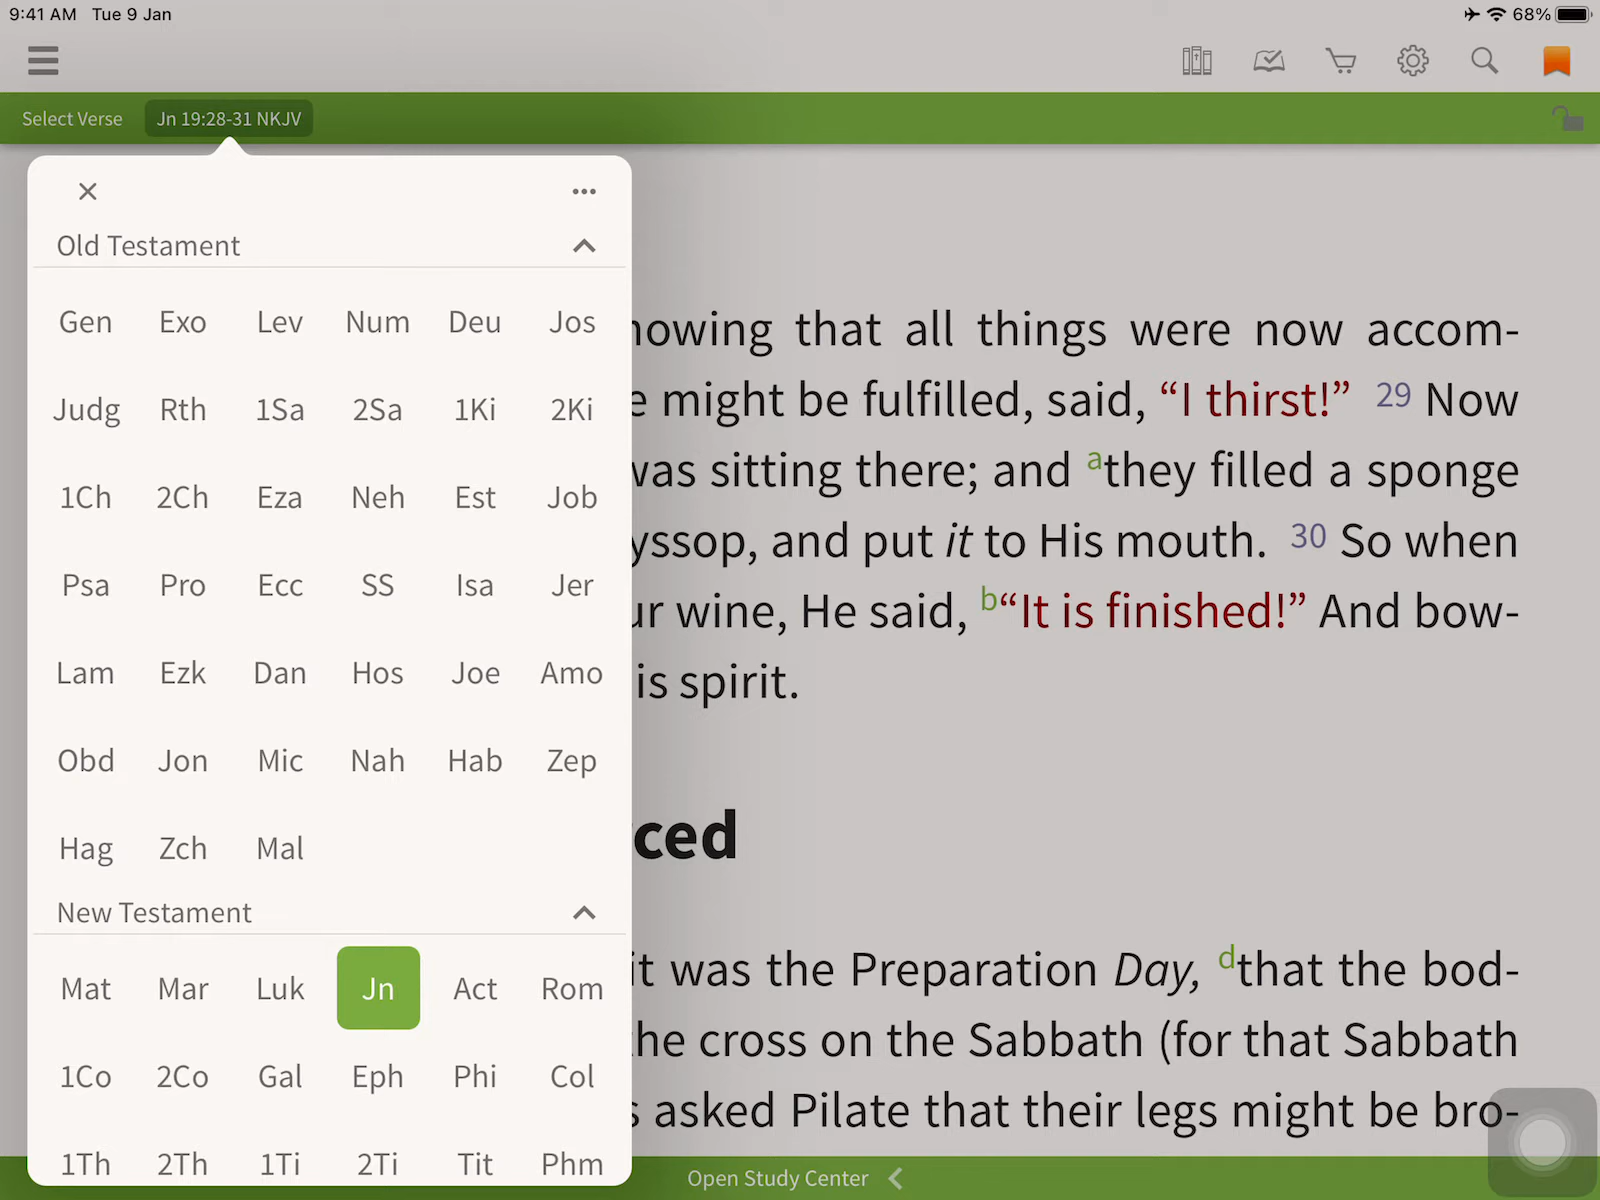 9:41 AM Tue 9 Jan
68%
Select Verse Jn 19:28-31 NKJV
Old Testament
Gen Exo Lev Num Deu Jos
Judg Rth 1Sa 2Sa 1Ki 2Ki
1Ch 2Ch Eza Neh Est Job
Psa Pro Ecc SS Isa Jer
Lam Ezk Dan Hos Joe Amo
Obd Jon Mic Nah Hab Zep
Hag Zch Mal
New Testament
Mat Mar Luk Jn Act Rom
1Co 2Co Gal Eph Phi Col
1Th 2Th 1Ti 2Ti Tit Phm
nowing that all things were now accom-
e might be fulfilled, said, “I thirst!” 29 Now
was sitting there; and a they filled a sponge
yssop, and put it to His mouth. 30 So when
ur wine, He said, b “It is finished!” And bow-
is spirit.
ced
it was the Preparation Day, d that the bod-
he cross on the Sabbath (for that Sabbath
s asked Pilate that their legs might be bro-
Open Study Center